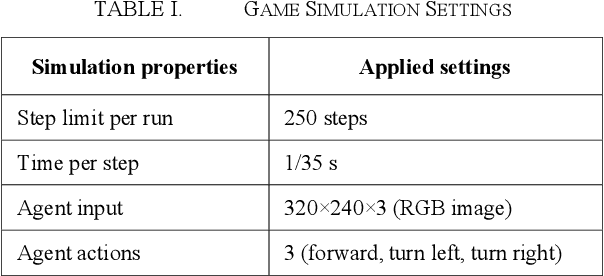 TABLE I. GAME SIMULATION SETTINGS
Simulation properties Applied settings
Step limit per run 250 steps
Time per step 1/35 s
Agent input 320×240×3 (RGB image)
Agent actions 3 (forward, turn left, turn right)